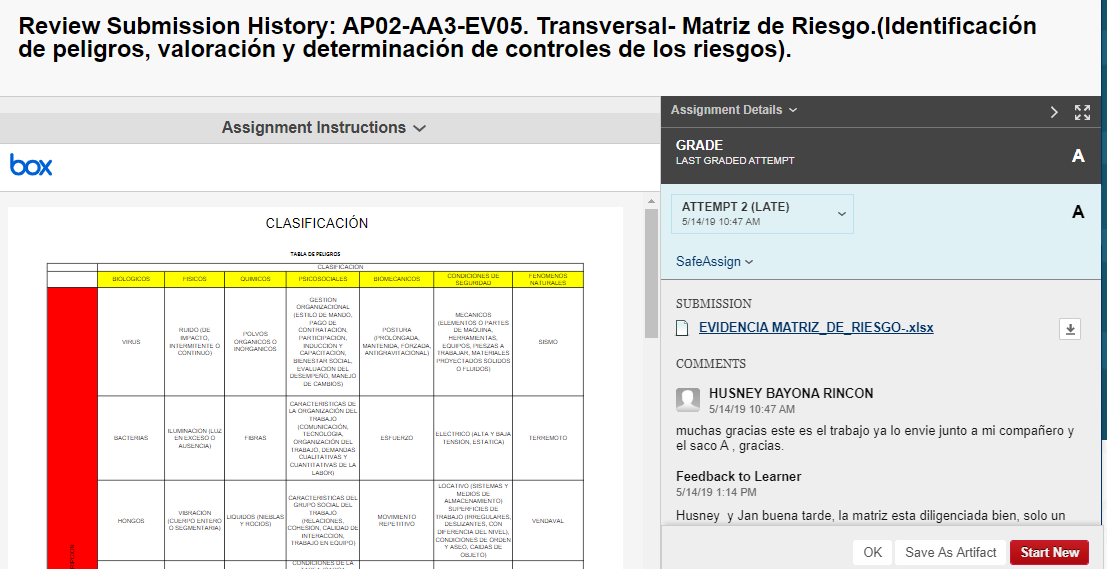 Review Submission History: AP02-AA3-EV05. Transversal- Matriz de Riesgo.(Identificación
de peligros, valoración y determinación de controles de los riesgos).
Assignment Instructions
box
CLASIFICACIÓN
TABLA DE PELIGROS
CLASIFICACION
BIOLOGICOS
FISICOS
QUIMICOS
PSICOSOCIALES
BIOMECANICOS
CONDICIONES DE
SEGURIDAD
FENOMENOS
NATURALES
VIRUS
RUIDO (DE
IMPACTO,
INTERMITENTE O
CONTINUO)
POLVOS
ORGANICOS O
INORGANICOS
GESTION
ORGANIZACIONAL
(ESTILO DE MANDO,
PAGO DE
CONTRATACION,
PARTICIPACIÓN,
INDUCCION Y
CAPACITACION,
BIENESTAR SOCIAL,
EVALUACION DEL
DESEMPEÑO, MANEJO
DE CAMBIOS)
POSTURA
(PROLONGADA,
MANTENIDA, FORZADA,
ANTIGRAVITACIONAL)
MECANICOS
(ELEMENTOS O PARTES
DE MAQUINA,
HERRAMIENTAS,
EQUIPOS, PIESZAS A
TRABAJAR, MATERIALES
PROYECTADOS SOLIDOS
O FLUIDOS)
SISMO
BACTERIAS
ILUMINACION (LUZ
EN EXCESO O
AUSENCIA)
FIBRAS
CARACTERISTICAS DE
LA ORGANIZACIÓN DEL
TRABAJO
(COMUNICACIÓN,
TECNOLOGIA,
ORGANIZACIÓN DEL
TRABAJO, DEMANDAS
CUALITATIVAS Y
CUANTITATIVAS DE LA
LABOR)
ESFUERZO
ELECTRICO (ALTA Y BAJA
TENSION, ESTATICA)
TERREMOTO
HONGOS
VIBRACION
(CUERPO ENTERO
O SEGMENTARIA)
LIQUIDOS (NIEBLAS
Y ROCIOS)
CARACTERISTICAS DEL
GRUPO SOCIAL DEL
TRABAJO
(RELACIONES,
COHESION, CALIDAD DE
INTERACCIÓN,
TRABAJO EN EQUIPO)
MOVIMIENTO
REPETITIVO
LOCATIVO (SISTEMAS Y
MEDIOS DE
ALMACENAMIENTO)
SUPERFICIES DE
TRABAJO (IRREGULARES,
DESLIZANTES, CON
DIFERENCIA DEL NIVEL),
CONDICIONES DE ORDEN
Y ASEO, CAIDAS DE
OBJETO)
VENDAVAL
CONDICIONES DE LA
Assignment Details
GRADE
LAST GRADED ATTEMPT
A
ATTEMPT 2 (LATE)
5/14/19 10:47 AM
A
SafeAssign
SUBMISSION
EVIDENCIA MATRIZ_DE_RIESGO-.xlsx
COMMENTS
HUSNEY BAYONA RINCON
5/14/19 10:47 AM
muchas gracias este es el trabajo ya lo envie junto a mi compañero y
el saco A , gracias.
Feedback to Learner
5/14/19 1:14 PM
Husney y Jan buena tarde, la matriz esta diligenciada bien, solo un
OK
Save As Artifact
Start New